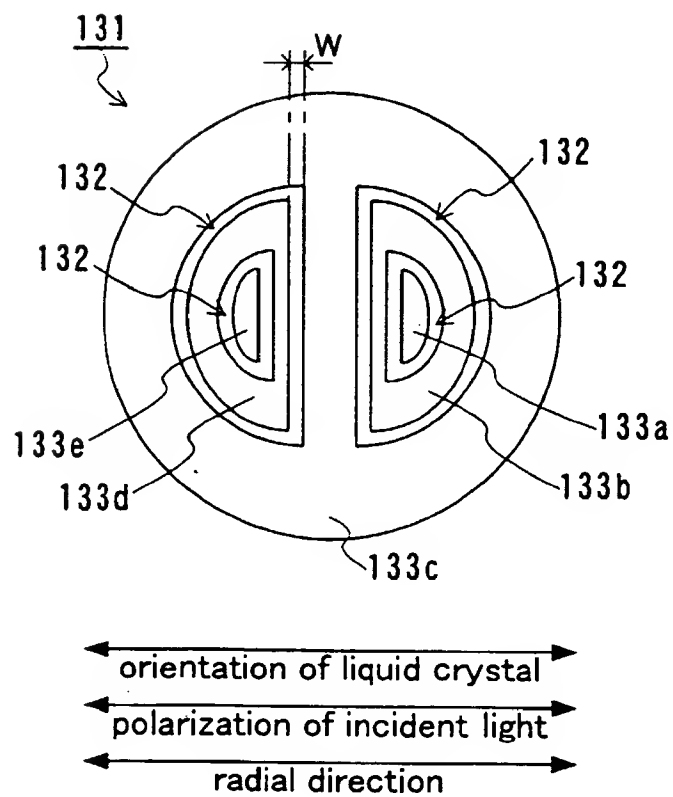 131
W
132
132
132
132
133e
133a
133d
133b
133c
orientation of liquid crystal
polarization of incident light
radial direction